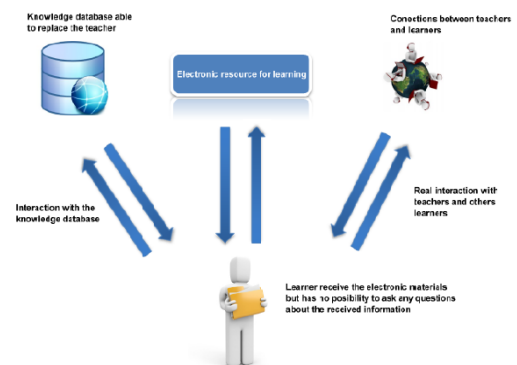 Knowledge database able
to replace the teacher
Electronic resource for learning
Conections between teachers
and learners
Interaction with the
knowledge database
Real interaction with
teachers and others
learners
Learner receive the electronic materials
but has no posibility to ask any questions
about the received information